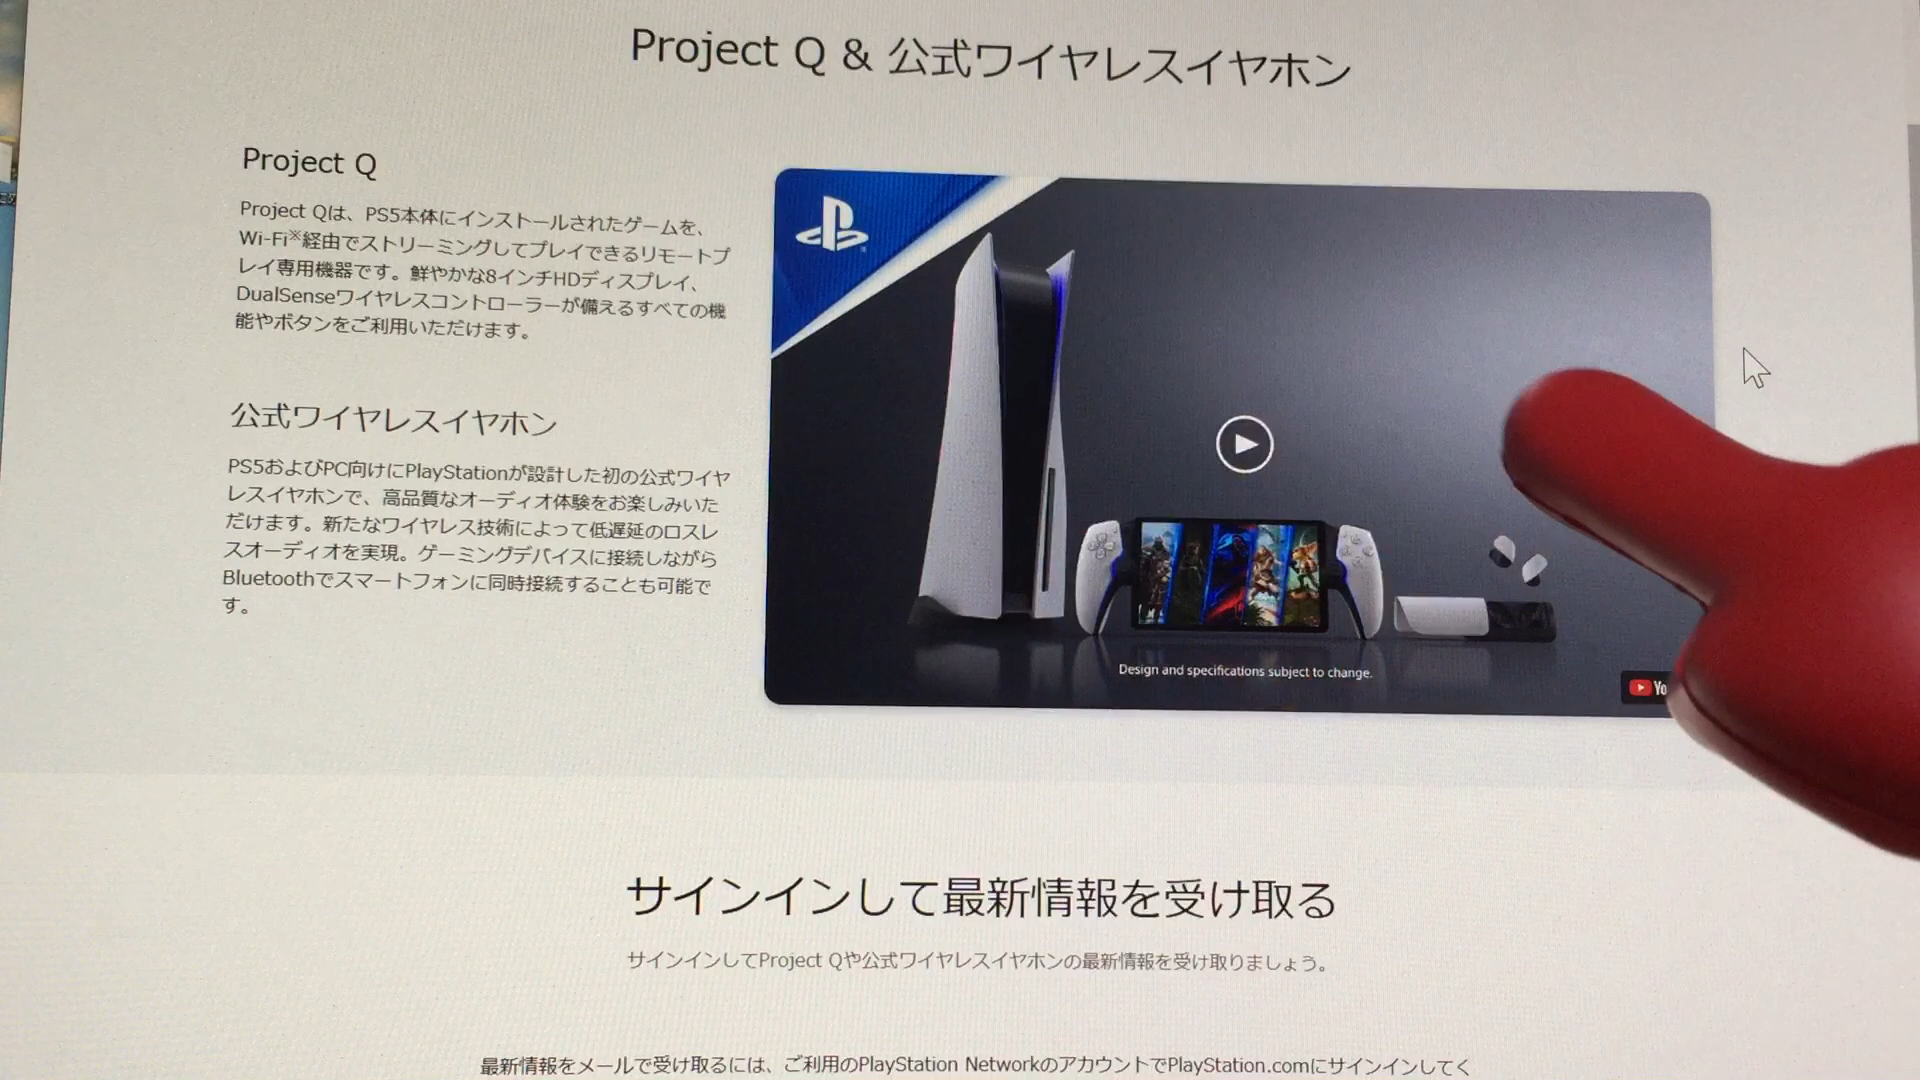 Project Q & 公式ワイヤレスイヤホン
Project Q
Project Qは、PS5本体にインストールされたゲームを、
Wi-Fi※経由でストリーミングしてプレイできるリモートプ
レイ専用機器です。鮮やかな8インチHDディスプレイ、
DualSenseワイヤレスコントローラーが備えるすべての機
能やボタンをご利用いただけます。
公式ワイヤレスイヤホン
PS5およびPC向けにPlayStationが設計した初の公式ワイヤ
レスイヤホンで、高品質なオーディオ体験をお楽しみいた
だけます。新たなワイヤレス技術によって低遅延のロスレ
スオーディオを実現。ゲーミングデバイスに接続しながら
Bluetoothでスマートフォンに同時接続することも可能で
す。
Design and specifications subject to change.
サインインして最新情報を受け取る
サインインしてProject Qや公式ワイヤレスイヤホンの最新情報を受け取りましょう。
最新情報をメールで受け取るには、ご利用のPlayStation NetworkのアカウントでPlayStation.comにサインインしてく